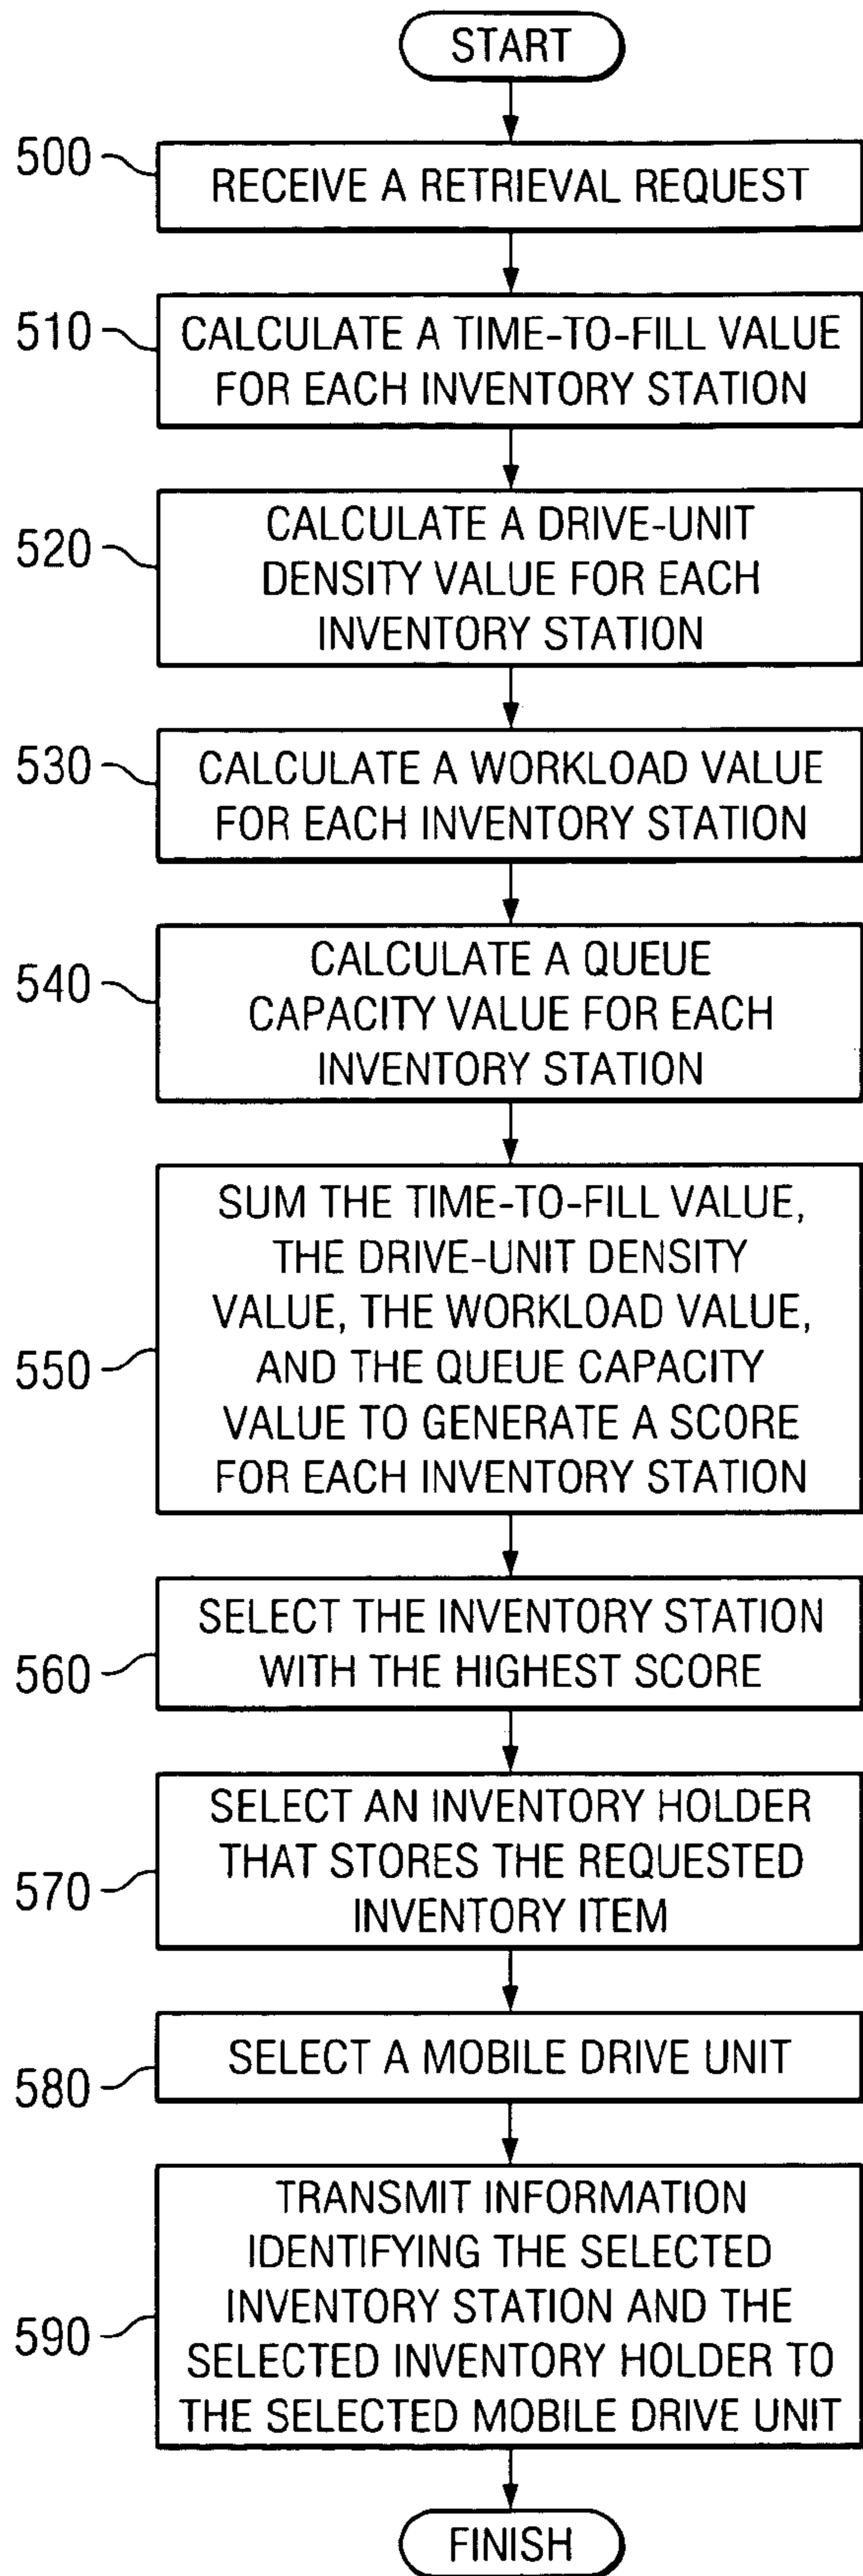 START
500
RECEIVE A RETRIEVAL REQUEST
510
CALCULATE A TIME-TO-FILL VALUE
FOR EACH INVENTORY STATION
520
CALCULATE A DRIVE-UNIT
DENSITY VALUE FOR EACH
INVENTORY STATION
530
CALCULATE A WORKLOAD VALUE
FOR EACH INVENTORY STATION
540
CALCULATE A QUEUE
CAPACITY VALUE FOR EACH
INVENTORY STATION
550
SUM THE TIME-TO-FILL VALUE,
THE DRIVE-UNIT DENSITY
VALUE, THE WORKLOAD VALUE,
AND THE QUEUE CAPACITY
VALUE TO GENERATE A SCORE
FOR EACH INVENTORY STATION
560
SELECT THE INVENTORY STATION
WITH THE HIGHEST SCORE
570
SELECT AN INVENTORY HOLDER
THAT STORES THE REQUESTED
INVENTORY ITEM
580
SELECT A MOBILE DRIVE UNIT
590
TRANSMIT INFORMATION
IDENTIFYING THE SELECTED
INVENTORY STATION AND THE
SELECTED INVENTORY HOLDER TO
THE SELECTED MOBILE DRIVE UNIT
FINISH